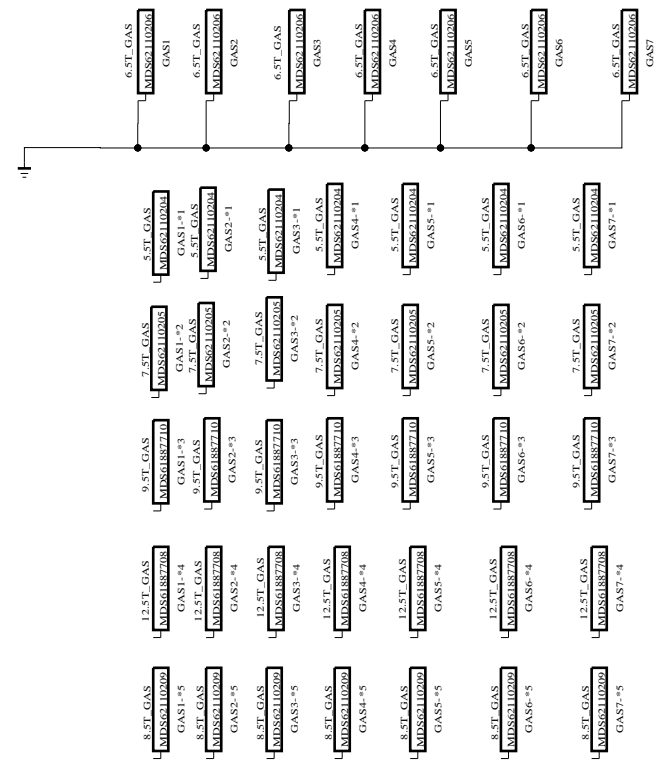 6.5T_GAS
MDS62110206
GAS1
6.5T_GAS
MDS62110206
GAS2
6.5T_GAS
MDS62110206
GAS3
6.5T_GAS
MDS62110206
GAS4
6.5T_GAS
MDS62110206
GAS5
6.5T_GAS
MDS62110206
GAS6
6.5T_GAS
MDS62110206
GAS7
5.5T_GAS
MDS62110204
GAS1-*1
5.5T_GAS
MDS62110204
GAS2-*1
5.5T_GAS
MDS62110204
GAS3-*1
5.5T_GAS
MDS62110204
GAS4-*1
5.5T_GAS
MDS62110204
GAS5-*1
5.5T_GAS
MDS62110204
GAS6-*1
5.5T_GAS
MDS62110204
GAS7-*1
7.5T_GAS
MDS62110205
GAS1-*2
7.5T_GAS
MDS62110205
GAS2-*2
7.5T_GAS
MDS62110205
GAS3-*2
7.5T_GAS
MDS62110205
GAS4-*2
7.5T_GAS
MDS62110205
GAS5-*2
7.5T_GAS
MDS62110205
GAS6-*2
7.5T_GAS
MDS62110205
GAS7-*2
9.5T_GAS
MDS61887710
GAS1-*3
9.5T_GAS
MDS61887710
GAS2-*3
9.5T_GAS
MDS61887710
GAS3-*3
9.5T_GAS
MDS61887710
GAS4-*3
9.5T_GAS
MDS61887710
GAS5-*3
9.5T_GAS
MDS61887710
GAS6-*3
9.5T_GAS
MDS61887710
GAS7-*3
12.5T_GAS
MDS61887708
GAS1-*4
12.5T_GAS
MDS61887708
GAS2-*4
12.5T_GAS
MDS61887708
GAS3-*4
12.5T_GAS
MDS61887708
GAS4-*4
12.5T_GAS
MDS61887708
GAS5-*4
12.5T_GAS
MDS61887708
GAS6-*4
12.5T_GAS
MDS61887708
GAS7-*4
8.5T_GAS
MDS62110209
GAS1-*5
8.5T_GAS
MDS62110209
GAS2-*5
8.5T_GAS
MDS62110209
GAS3-*5
8.5T_GAS
MDS62110209
GAS4-*5
8.5T_GAS
MDS62110209
GAS5-*5
8.5T_GAS
MDS62110209
GAS6-*5
8.5T_GAS
MDS62110209
GAS7-*5